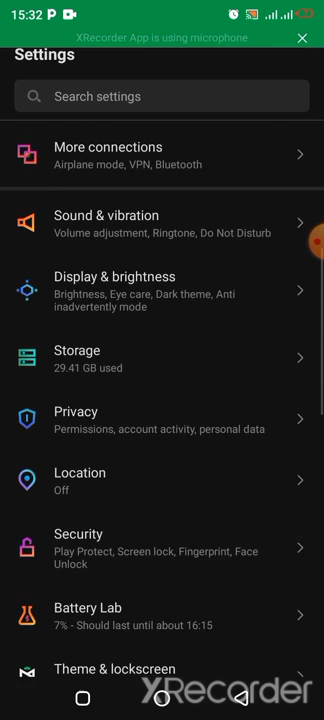 15:32
XRecorder App is using microphone
Settings
Search settings
More connections
Airplane mode, VPN, Bluetooth
Sound & vibration
Volume adjustment, Ringtone, Do Not Disturb
Display & brightness
Brightness, Eye care, Dark theme, Anti
inadvertently mode
Storage
29.41 GB used
Privacy
Permissions, account activity, personal data
Location
Off
Security
Play Protect, Screen lock, Fingerprint, Face
Unlock
Battery Lab
7% - Should last until about 16:15
Theme & lockscreen
XRecorder